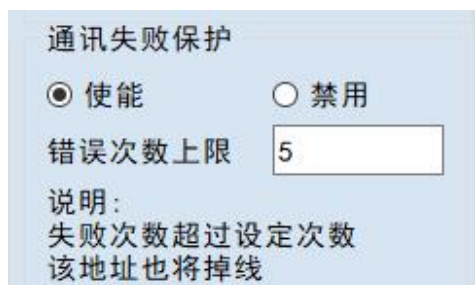 通讯失败保护
使能 禁用
错误次数上限 5
说明:
失败次数超过设定次数
该地址也将掉线